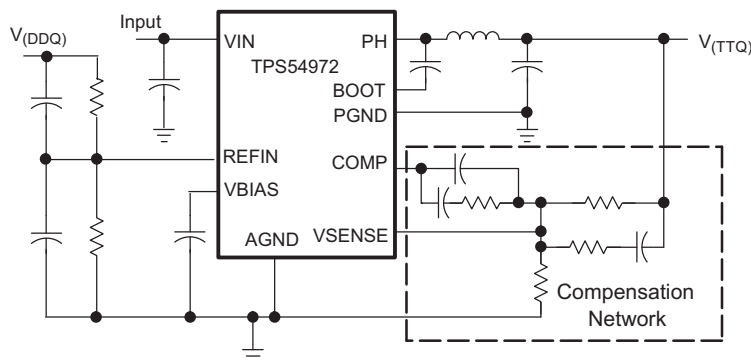 Input
V(DDQ)
VIN
PH
V(TTQ)
TPS54972
BOOT
PGND
REFIN
COMP
VBIAS
AGND
VSENSE
Compensation
Network